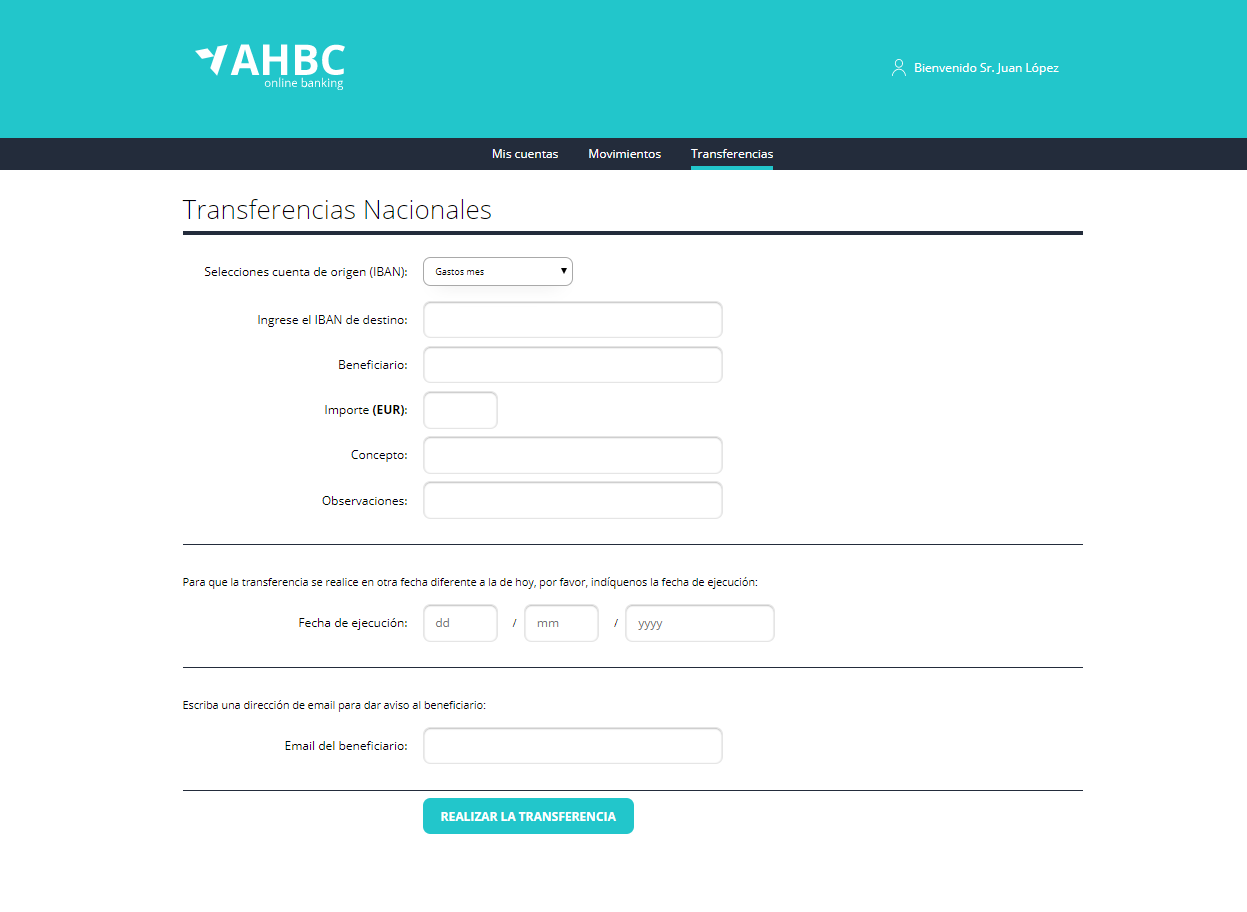 AHBC
online banking
Bienvenido Sr. Juan López
Mis cuentas Movimientos Transferencias
Transferencias Nacionales
Selecciones cuenta de origen (IBAN): Gastos mes
Ingrese el IBAN de destino:
Beneficiario:
Importe (EUR):
Concepto:
Observaciones:
Para que la transferencia se realice en otra fecha diferente a la de hoy, por favor, indíquenos la fecha de ejecución:
Fecha de ejecución: dd / mm / yyyy
Escriba una dirección de email para dar aviso al beneficiario:
Email del beneficiario:
REALIZAR LA TRANSFERENCIA